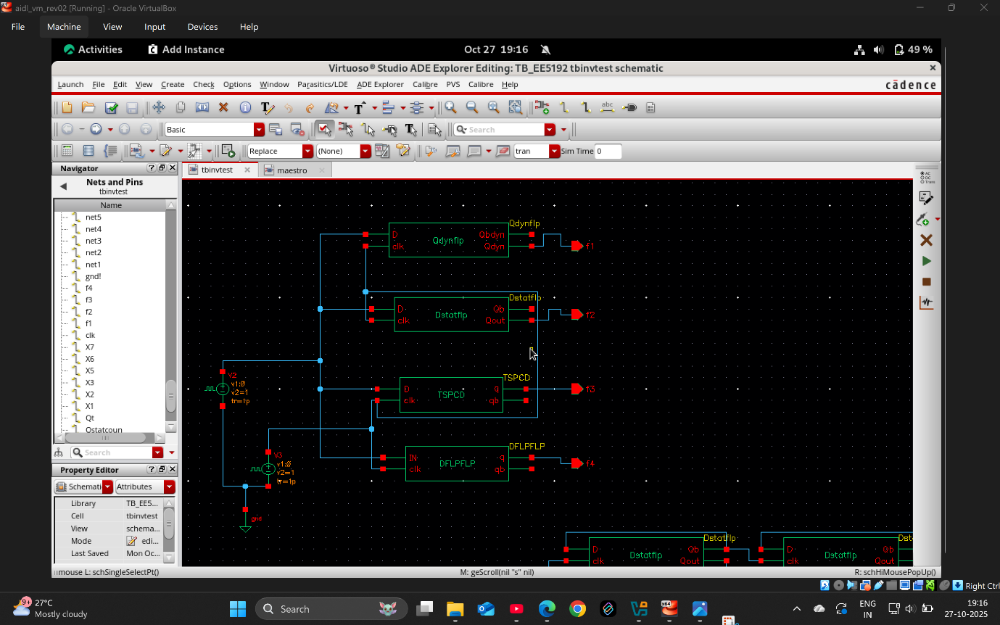 aidl_vm_rev02 [Running] - Oracle VirtualBox
File Machine View Input Devices Help
Activities Add Instance Oct 27 19:16 49 %
Virtuoso® Studio ADE Explorer Editing: TB_EE5192 tbinvtest schematic
Launch File Edit View Create Check Options Window Parasitics/LDE ADE Explorer Calibre PVS Calibre Help cādence
Basic Search
Replace (None) tran Sim Time 0
Navigator ? tbinvtest maestro
Nets and Pins
tbinvtest
Name
net5
net4
net3
net2
net1
gnd!
f4
f3
f2
f1
clk
X7
X6
X5
X3
X2
X1
Qt
Qstatcoun
Search
Property Editor ?
Schemati Attributes
Library TB_EE5...
Cell tbinvtest
View schema...
Mode edi...
Last Saved Mon Oc...
AC
DC
Trans
Qdynflp
D Qdynflp Qbdyn
clk Qdyn f1
Dstatflp
D Dstatflp Qb
clk Qout f2
TSPCD
D TSPCD q f3
clk qb
DFLPFLP
IN DFLPFLP q f4
clk qb
V2
v1:0
v2=1
tr=1p
V3
v1:0
v2=1
tr=1p
gnd
Dstatflp
D Dstatflp Qb
clk Qout
Dst
D Dstatflp Qb
clk Qout
mouse L: schSingleSelectPt() M: geScroll(nil "s" nil) R: schHiMousePopUp()
Right Ctrl
9+ 27°C
Mostly cloudy
Search
ENG
IN
19:16
27-10-2025